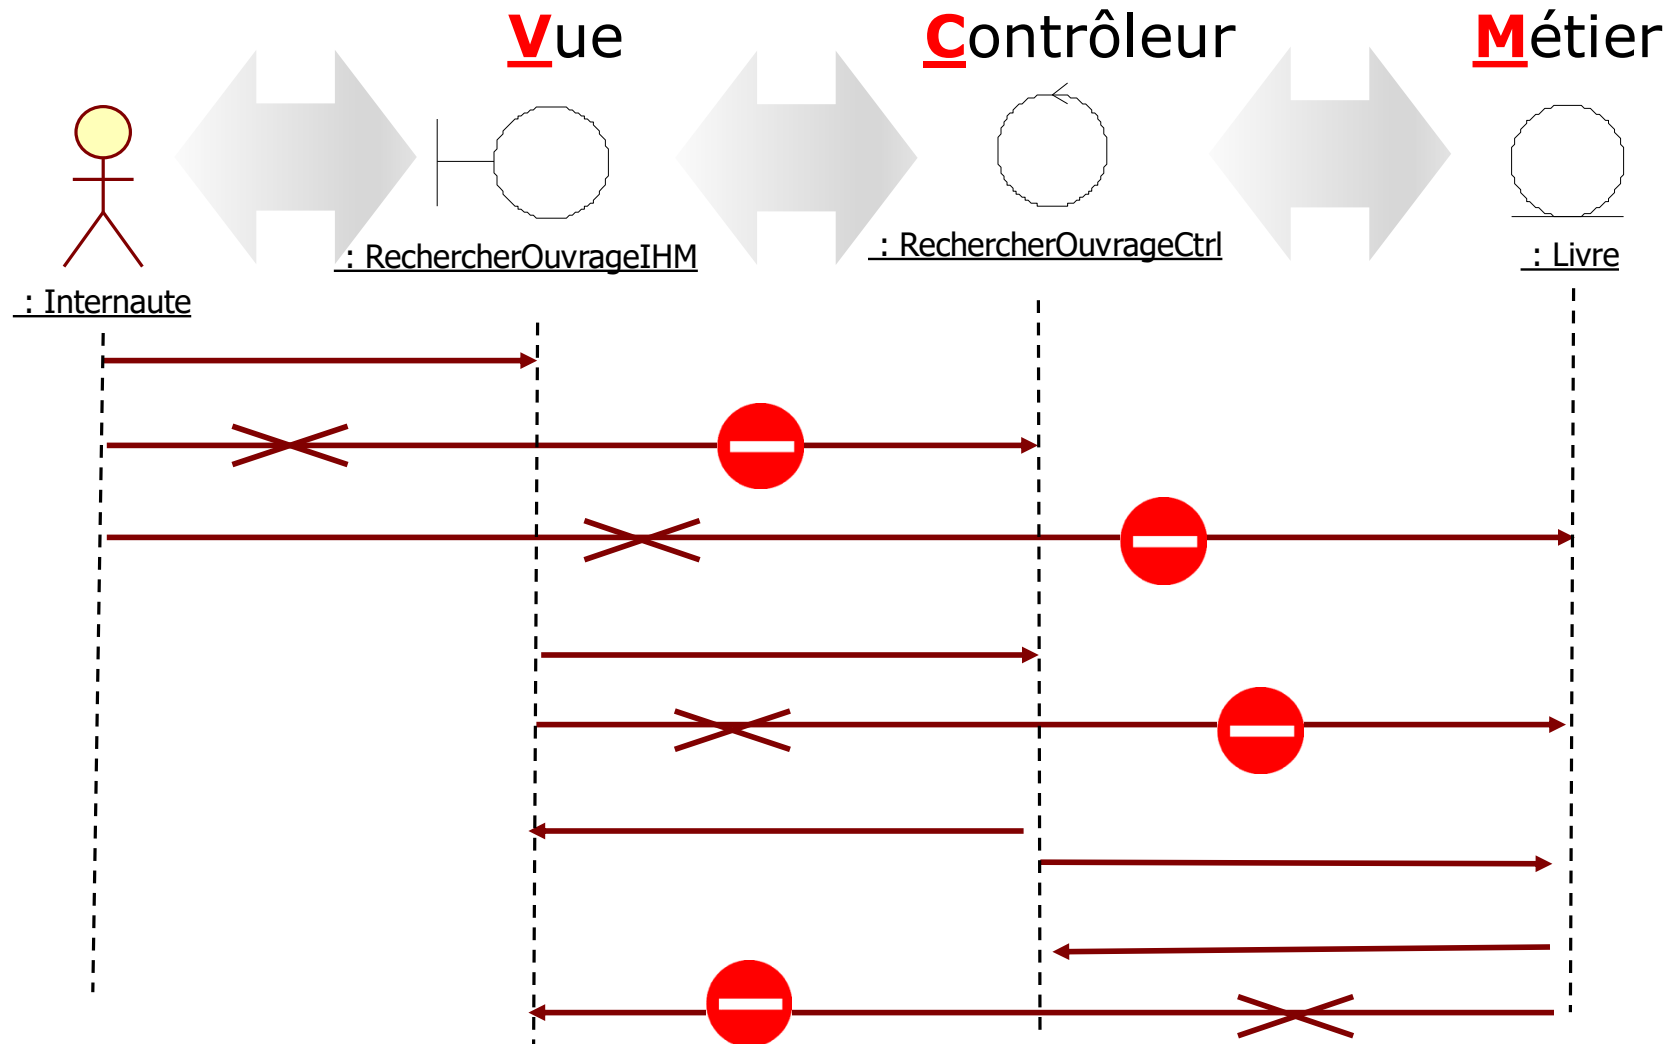 Vue
Contrôleur
Métier
: RechercherOuvrageIHM
: RechercherOuvrageCtrl
: Livre
: Internaute